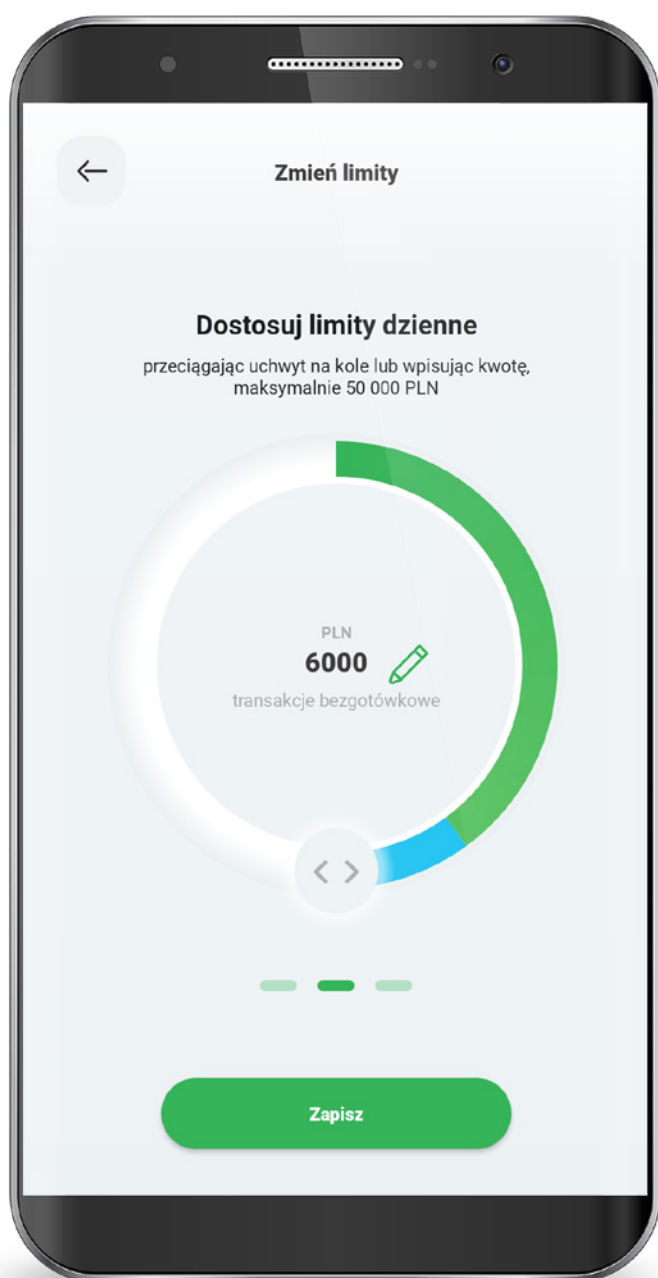 Zmień limity
Dostosuj limity dzienne
przeciągając uchwyt na kole lub wpisując kwotę,
maksymalnie 50 000 PLN
PLN
6000
transakcje bezgotówkowe
Zapisz